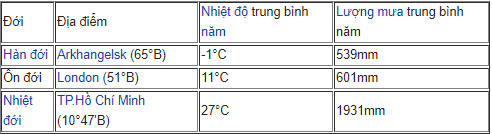 Đới Địa điểm Nhiệt độ trung bình năm Lượng mưa trung bình năm
Hàn đới Arkhangelsk (65°B) -1°C 539mm
Ôn đới London (51°B) 11°C 601mm
Nhiệt đới TP.Hồ Chí Minh (10°47'B) 27°C 1931mm